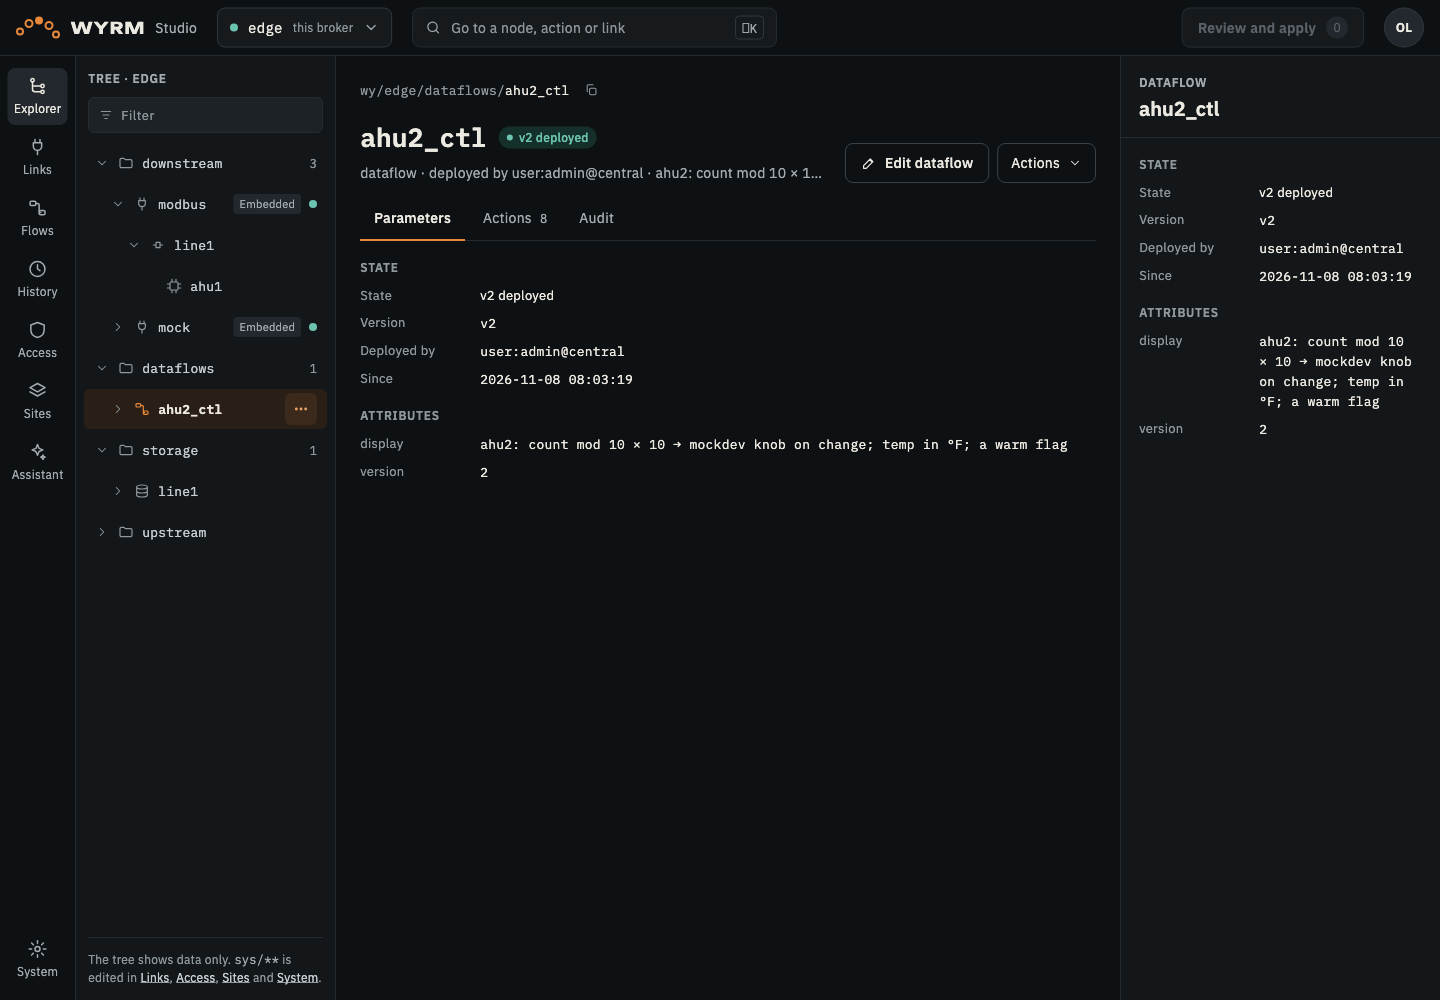 WYRM Studio
edge this broker
Go to a node, action or link
K
Review and apply 0
OL
Explorer
Links
Flows
History
Access
Sites
Assistant
System
TREE · EDGE
Filter
downstream 3
modbus Embedded
line1
ahu1
mock Embedded
dataflows 1
ahu2_ctl
storage 1
line1
upstream
The tree shows data only. sys/** is
edited in Links, Access, Sites and System.
wy/edge/dataflows/ahu2_ctl
ahu2_ctl v2 deployed
dataflow · deployed by user:admin@central · ahu2: count mod 10 × 1...
Edit dataflow
Actions
Parameters Actions 8 Audit
STATE
State v2 deployed
Version v2
Deployed by user:admin@central
Since 2026-11-08 08:03:19
ATTRIBUTES
display ahu2: count mod 10 × 10 → mockdev knob on change; temp in °F; a warm flag
version 2
DATAFLOW
ahu2_ctl
STATE
State v2 deployed
Version v2
Deployed by user:admin@central
Since 2026-11-08 08:03:19
ATTRIBUTES
display ahu2: count mod 10
× 10 → mockdev knob
on change; temp in
°F; a warm flag
version 2